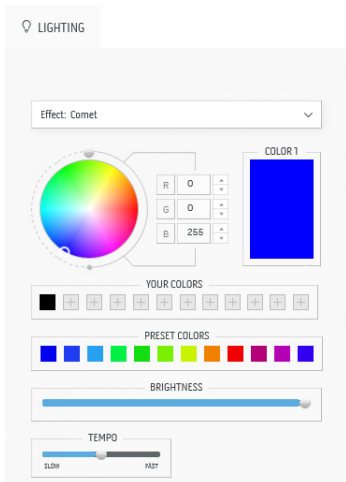 LIGHTING
Effect: Comet
COLOR 1
R 0
G 0
B 255
YOUR COLORS
PRESET COLORS
BRIGHTNESS
TEMPO
SLOW FAST